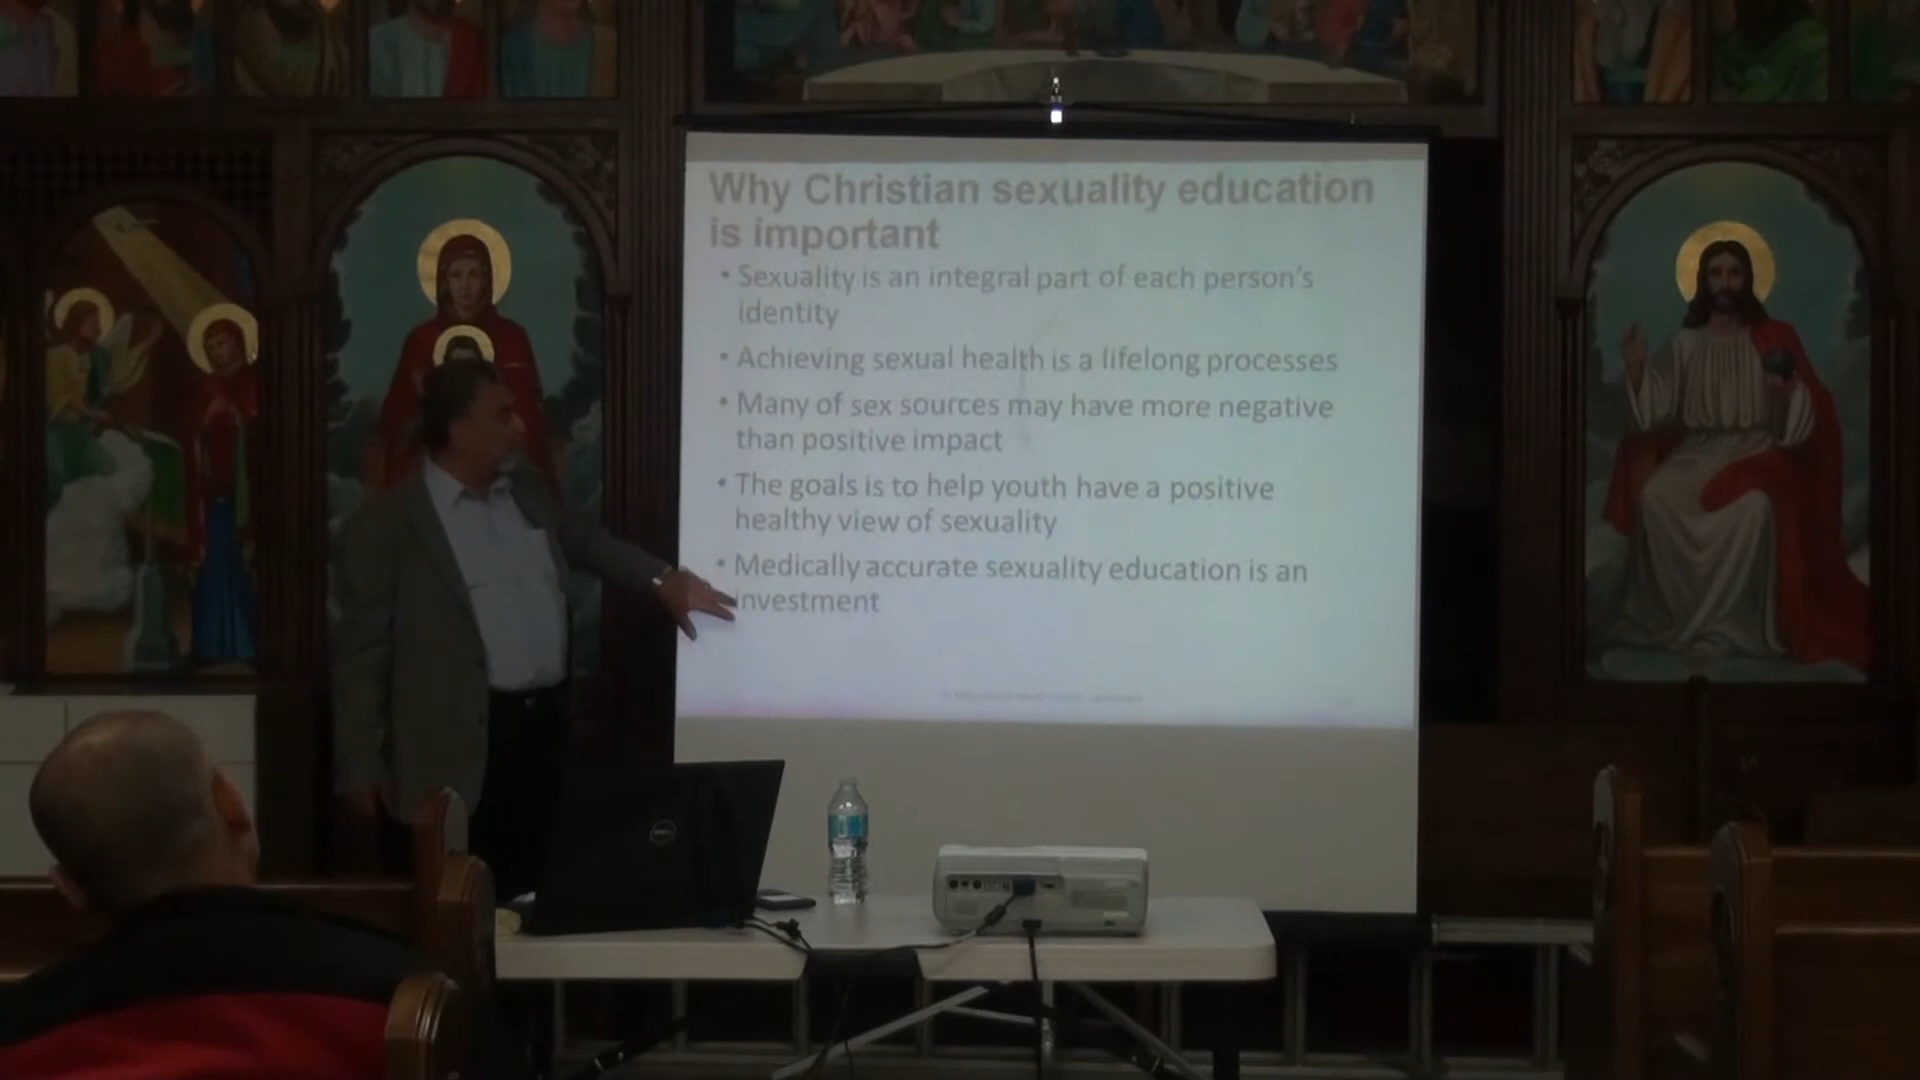 Why Christian sexuality education
is important
• Sexuality is an integral part of each person's
identity
• Achieving sexual health is a lifelong processes
• Many of sex sources may have more negative
than positive impact
• The goals is to help youth have a positive
healthy view of sexuality
• Medically accurate sexuality education is an
investment
DELL